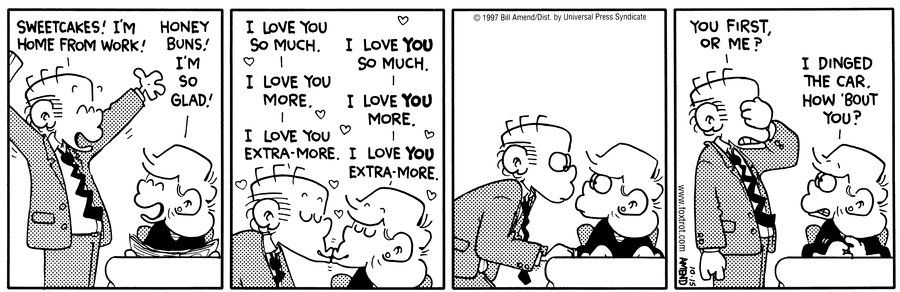 SWEETCAKES! I'M
HOME FROM WORK!
HONEY
BUNS!
I'M
SO
GLAD!
I LOVE YOU
SO MUCH.
I LOVE YOU
SO MUCH.
I LOVE YOU
MORE.
I LOVE YOU
MORE.
I LOVE YOU
EXTRA-MORE.
I LOVE YOU
EXTRA-MORE.
© 1997 Bill Amend/Dist. by Universal Press Syndicate
YOU FIRST,
OR ME?
I DINGED
THE CAR.
HOW 'BOUT
YOU?
www.foxtrot.com
AMEND
10-15